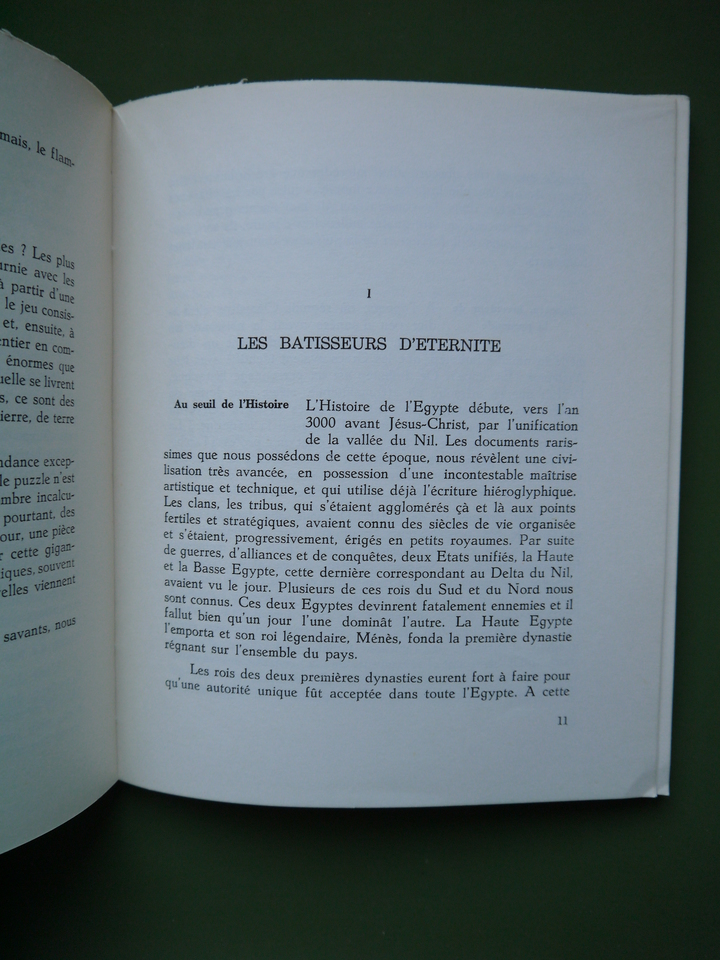 mais, le flam-
es ? Les plus
urnie avec les
à partir d'une
le jeu consis-
et, ensuite, à
entier en com-
énormes que
uelle se livrent
s, ce sont des
ierre, de terre
ndance excep-
le puzzle n'est
mbre incalcu-
pourtant, des
our, une pièce
r cette gigan-
iques, souvent
elles viennent
savants, nous
I
LES BATISSEURS D'ETERNITE
Au seuil de l'Histoire L'Histoire de l'Egypte débute, vers l'an
3000 avant Jésus-Christ, par l'unification
de la vallée du Nil. Les documents raris-
simes que nous possédons de cette époque, nous révèlent une civi-
lisation très avancée, en possession d'une incontestable maîtrise
artistique et technique, et qui utilise déjà l'écriture hiéroglyphique.
Les clans, les tribus, qui s'étaient agglomérés çà et là aux points
fertiles et stratégiques, avaient connu des siècles de vie organisée
et s'étaient, progressivement, érigés en petits royaumes. Par suite
de guerres, d'alliances et de conquêtes, deux Etats unifiés, la Haute
et la Basse Egypte, cette dernière correspondant au Delta du Nil,
avaient vu le jour. Plusieurs de ces rois du Sud et du Nord nous
sont connus. Ces deux Egyptes devinrent fatalement ennemies et il
fallut bien qu'un jour l'une dominât l'autre. La Haute Egypte
l'emporta et son roi légendaire, Ménès, fonda la première dynastie
régnant sur l'ensemble du pays.
Les rois des deux premières dynasties eurent fort à faire pour
qu'une autorité unique fût acceptée dans toute l'Egypte. A cette
11